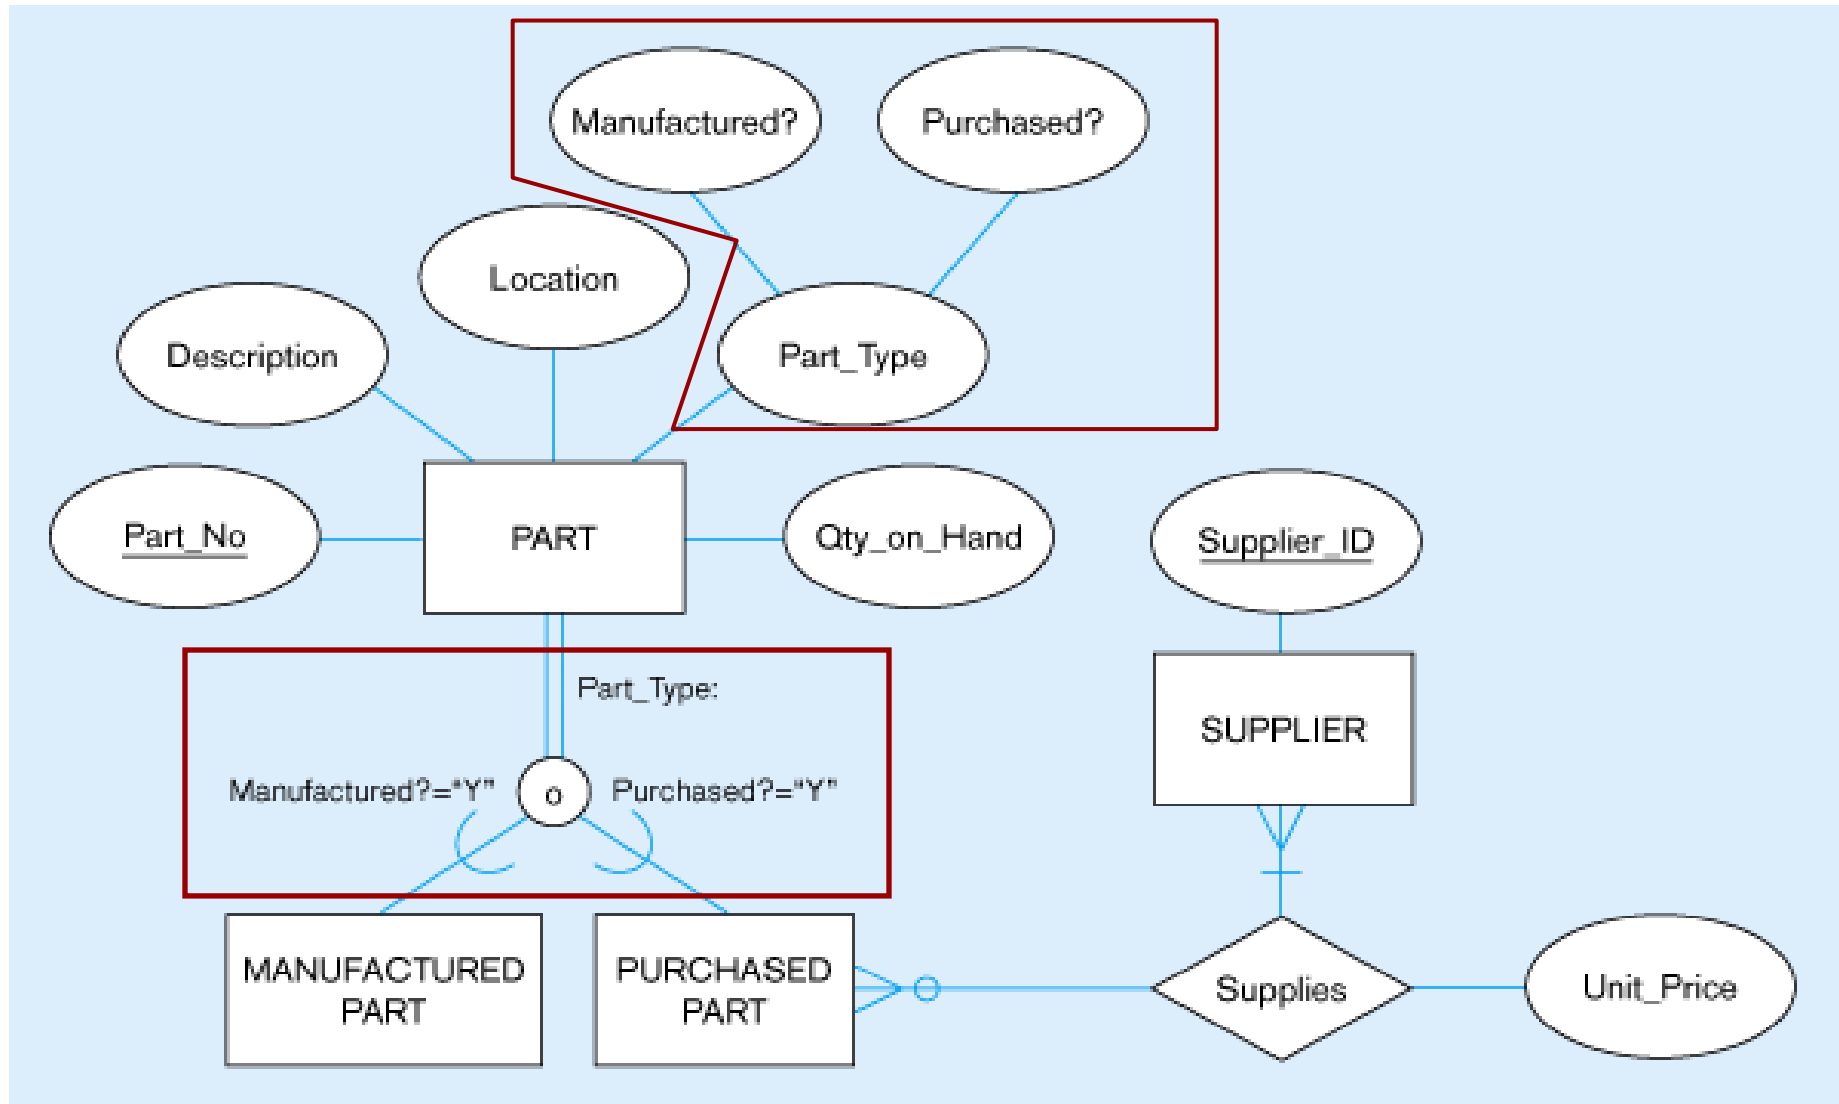 Manufactured?
Purchased?
Location
Description
Part_Type
Part_No
PART
Qty_on_Hand
Supplier_ID
Part_Type:
SUPPLIER
Manufactured?="Y"
o
Purchased?="Y"
MANUFACTURED
PART
PURCHASED
PART
Supplies
Unit_Price